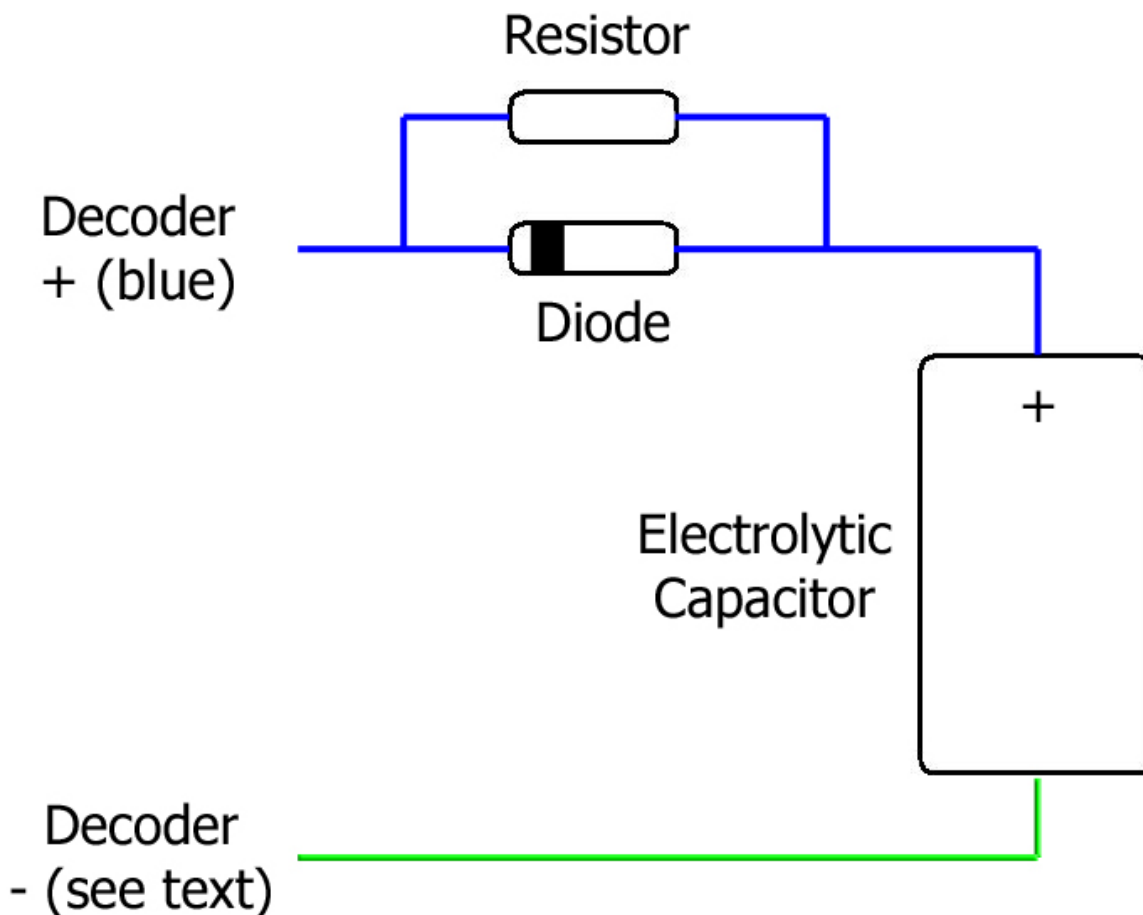 Resistor
Decoder
+ (blue)
Diode
+
Electrolytic
Capacitor
Decoder
- (see text)